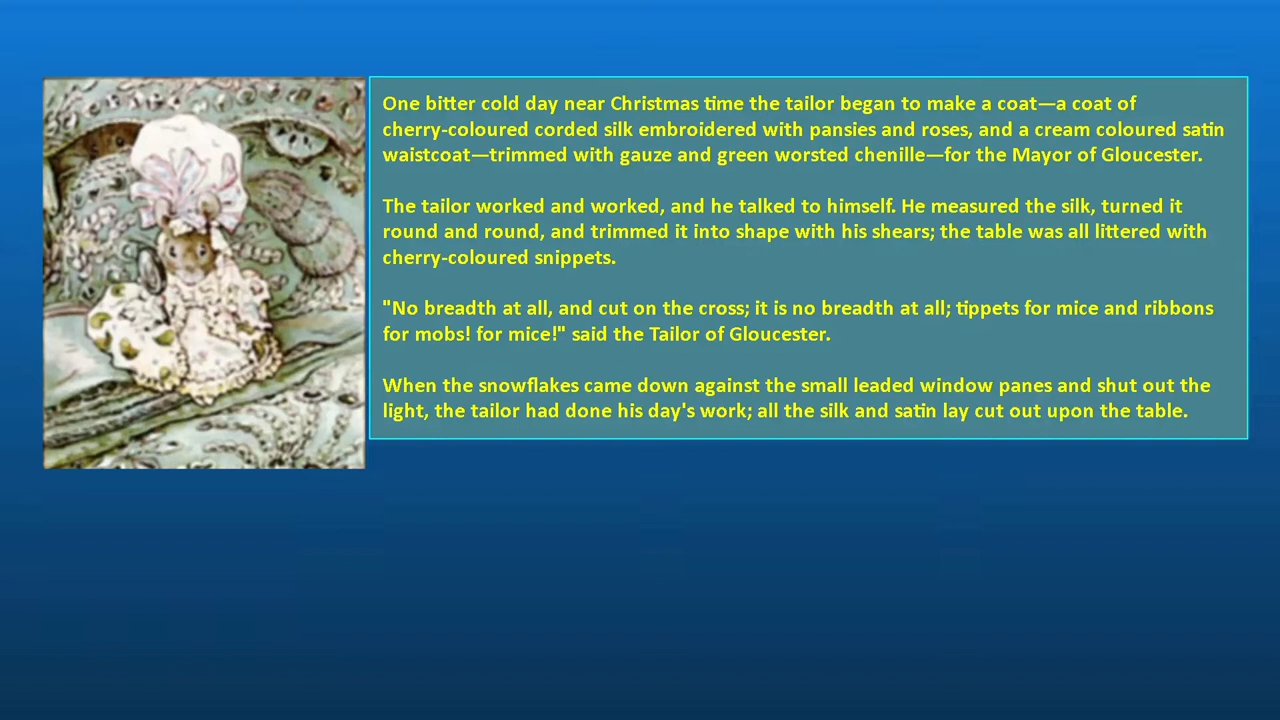 One bitter cold day near Christmas time the tailor began to make a coat—a coat of
cherry-coloured corded silk embroidered with pansies and roses, and a cream coloured satin
waistcoat—trimmed with gauze and green worsted chenille—for the Mayor of Gloucester.
The tailor worked and worked, and he talked to himself. He measured the silk, turned it
round and round, and trimmed it into shape with his shears; the table was all littered with
cherry-coloured snippets.
"No breadth at all, and cut on the cross; it is no breadth at all; tippets for mice and ribbons
for mobs! for mice!" said the Tailor of Gloucester.
When the snowflakes came down against the small leaded window panes and shut out the
light, the tailor had done his day's work; all the silk and satin lay cut out upon the table.